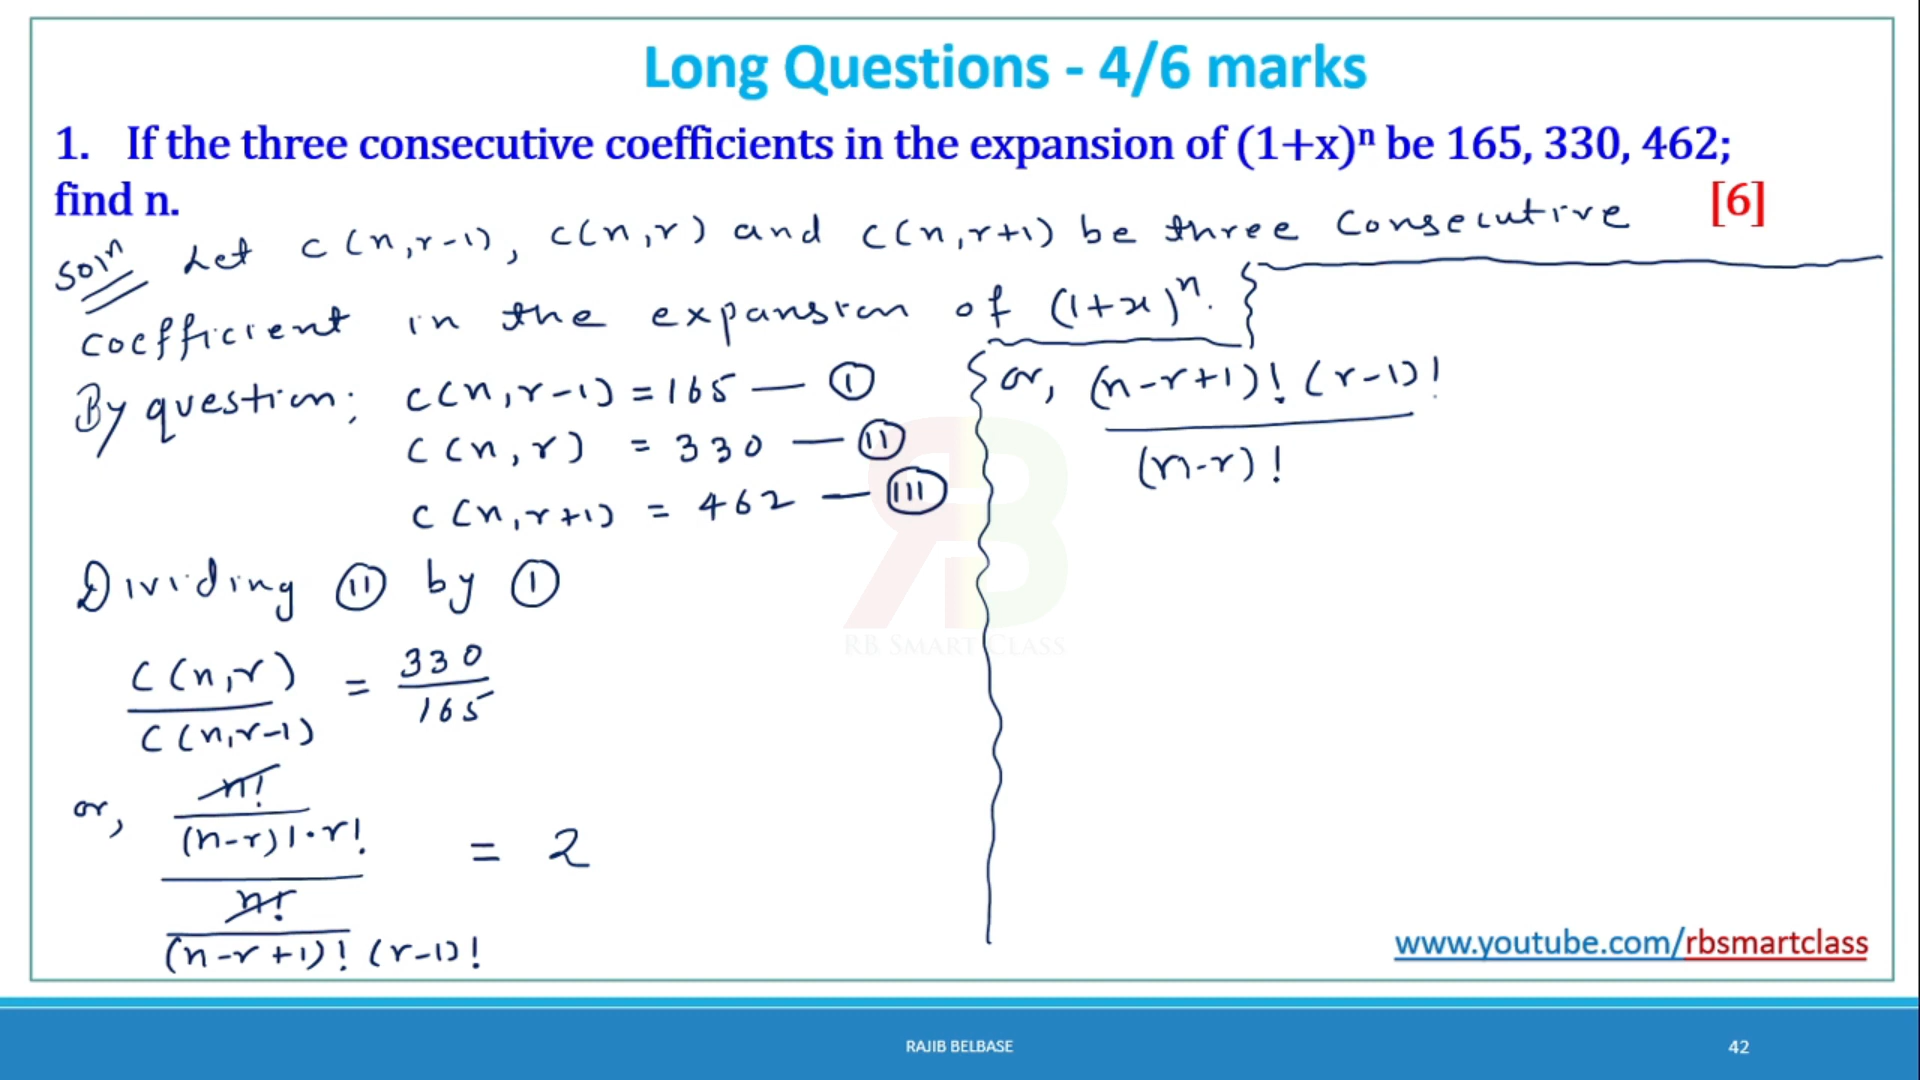 Long Questions - 4/6 marks
1. If the three consecutive coefficients in the expansion of (1+x)ⁿ be 165, 330, 462;
find n. [6]
Solⁿ Let C(n,r-1), C(n,r) and C(n,r+1) be three consecutive
coefficient in the expansion of (1+x)ⁿ.
By question; C(n,r-1) = 165 — (I)
C(n,r) = 330 — (II)
C(n,r+1) = 462 — (III)
Dividing (II) by (I)
C(n,r)/C(n,r-1) = 330/165
or, n!
(n-r)!·r!
= 2
n!
(n-r+1)! (r-1)!
or, (n-r+1)! (r-1)!
(n-r)!
RB SMART CLASS
www.youtube.com/rbsmartclass
RAJIB BELBASE
42